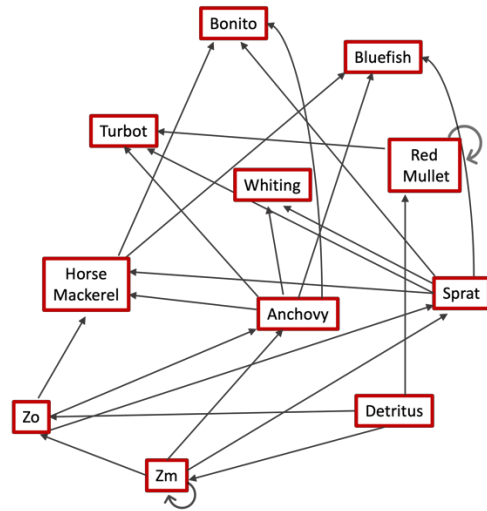 Bonito
Bluefish
Turbot
Red
Mullet
Whiting
Horse
Mackerel
Anchovy
Sprat
Zo
Detritus
Zm